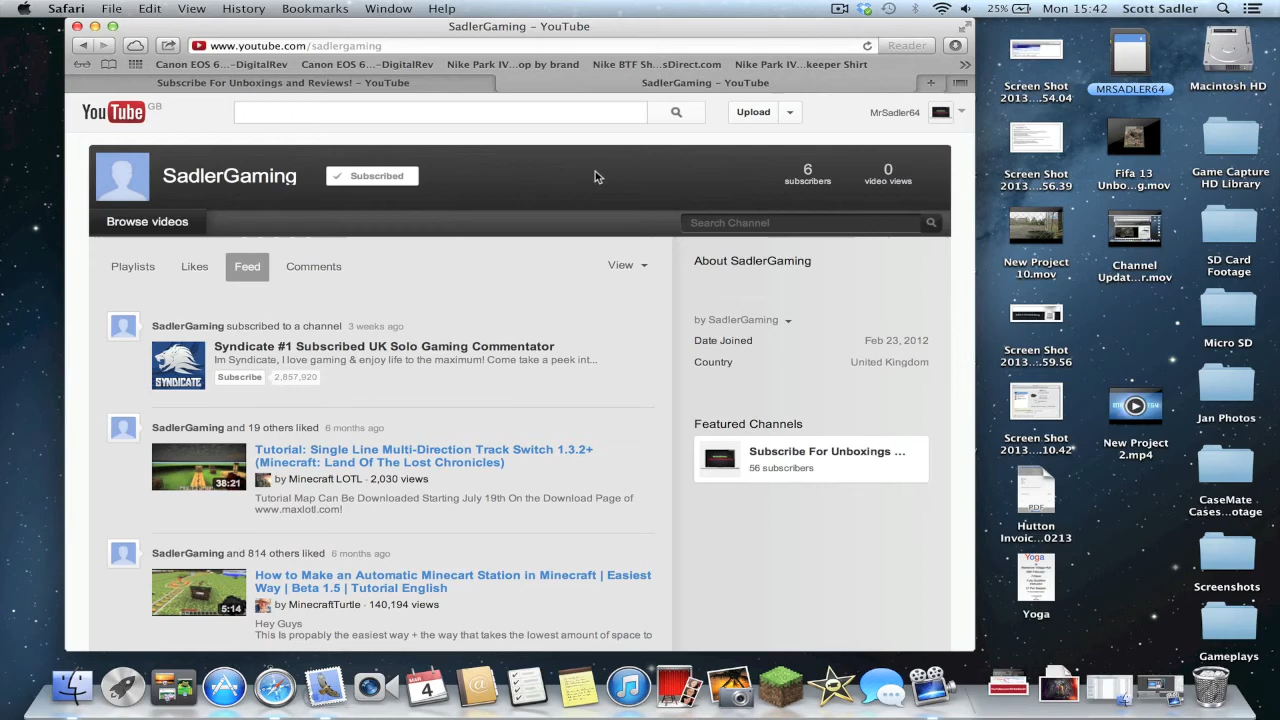 Safari File Edit View History Bookmarks Window Help 25% Mon 15:42 Scott Sadler
SadlerGaming – YouTube
www.youtube.com/sadlergaming Reader
Canon EOS 6...-DigitalRev Nike Park IV...op by brand Nike BTF Sh...sDirect.com Nike Park IV...keeper Shirt
Subscribe For Unboxings and Reviews! – YouTube SadlerGaming – YouTube
YouTube GB Upload MrSadler64
SadlerGaming Subscribed
6 0
subscribers video views
Browse videos Search Channel
Playlists Likes Feed Comments View
SadlerGaming subscribed to a channel 3 weeks ago
Syndicate #1 Subscribed UK Solo Gaming Commentator
Im Syndicate, I love gaming & enjoy life to the maximum! Come take a peek int...
SYNDICATE
Subscribe 2,857,920
SadlerGaming and 19 others liked ago
Tutorial: Single Line Multi-Direction Track Switch 1.3.2+
(Minecraft: Land Of The Lost Chronicles)
38:21
by Minecraft LOTL - 2,030 views
Tutorial Map Can Be Downloaded Starting July 19th On the Download Page of
www.maxlotl.com!
SadlerGaming and 814 others liked 6 months ago
How to Make an Automatic Minecart Station in Minecraft | Easiest
Way | Beta 1.5 | Tutorial English
5:14
by MinecraftTurtle - 140,194 views
Hey Guys
This is propably the easiest way + the way that takes the lowest amount of space to
About SadlerGaming
by SadlerGaming
Date Joined Feb 23, 2012
Country United Kingdom
Featured Channels
Subscribe For Unboxings ...
56 subscribers
Screen Shot
2013....54.04
MRSADLER64
Macintosh HD
Screen Shot
2013....56.39
Fifa 13
Unbo...g.mov
Game Capture
HD Library
New Project
10.mov
Channel
Updat...r.mov
SD Card
Footage
Screen Shot
2013....59.56
Micro SD
Screen Shot
2013...10.42
New Project
2.mp4
Jan Photos
PDF
Hutton
Invoic...0213
CaseMate
Cases...otage
Yoga
Yoga
Screenshots
Gameplays
4